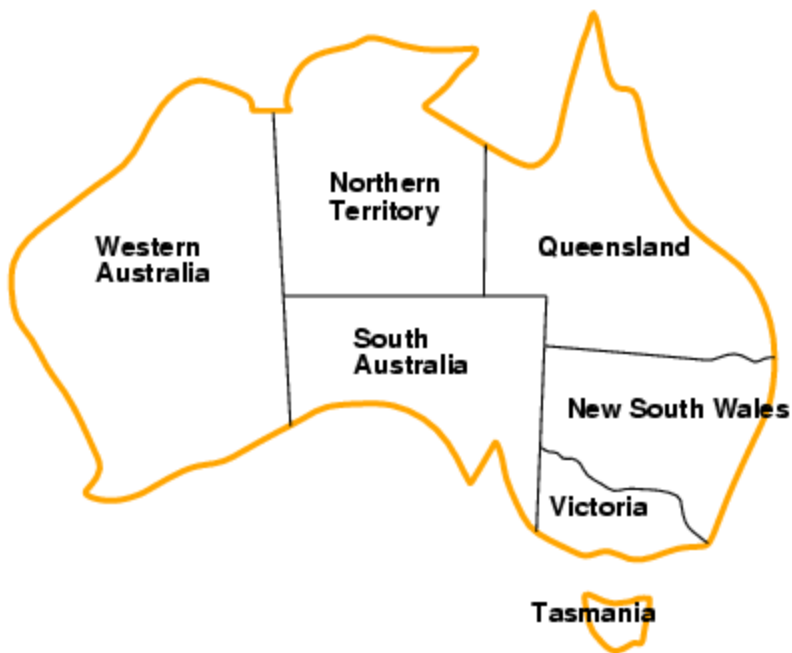 Northern
Territory
Western
Australia
Queensland
South
Australia
New South Wales
Victoria
Tasmania